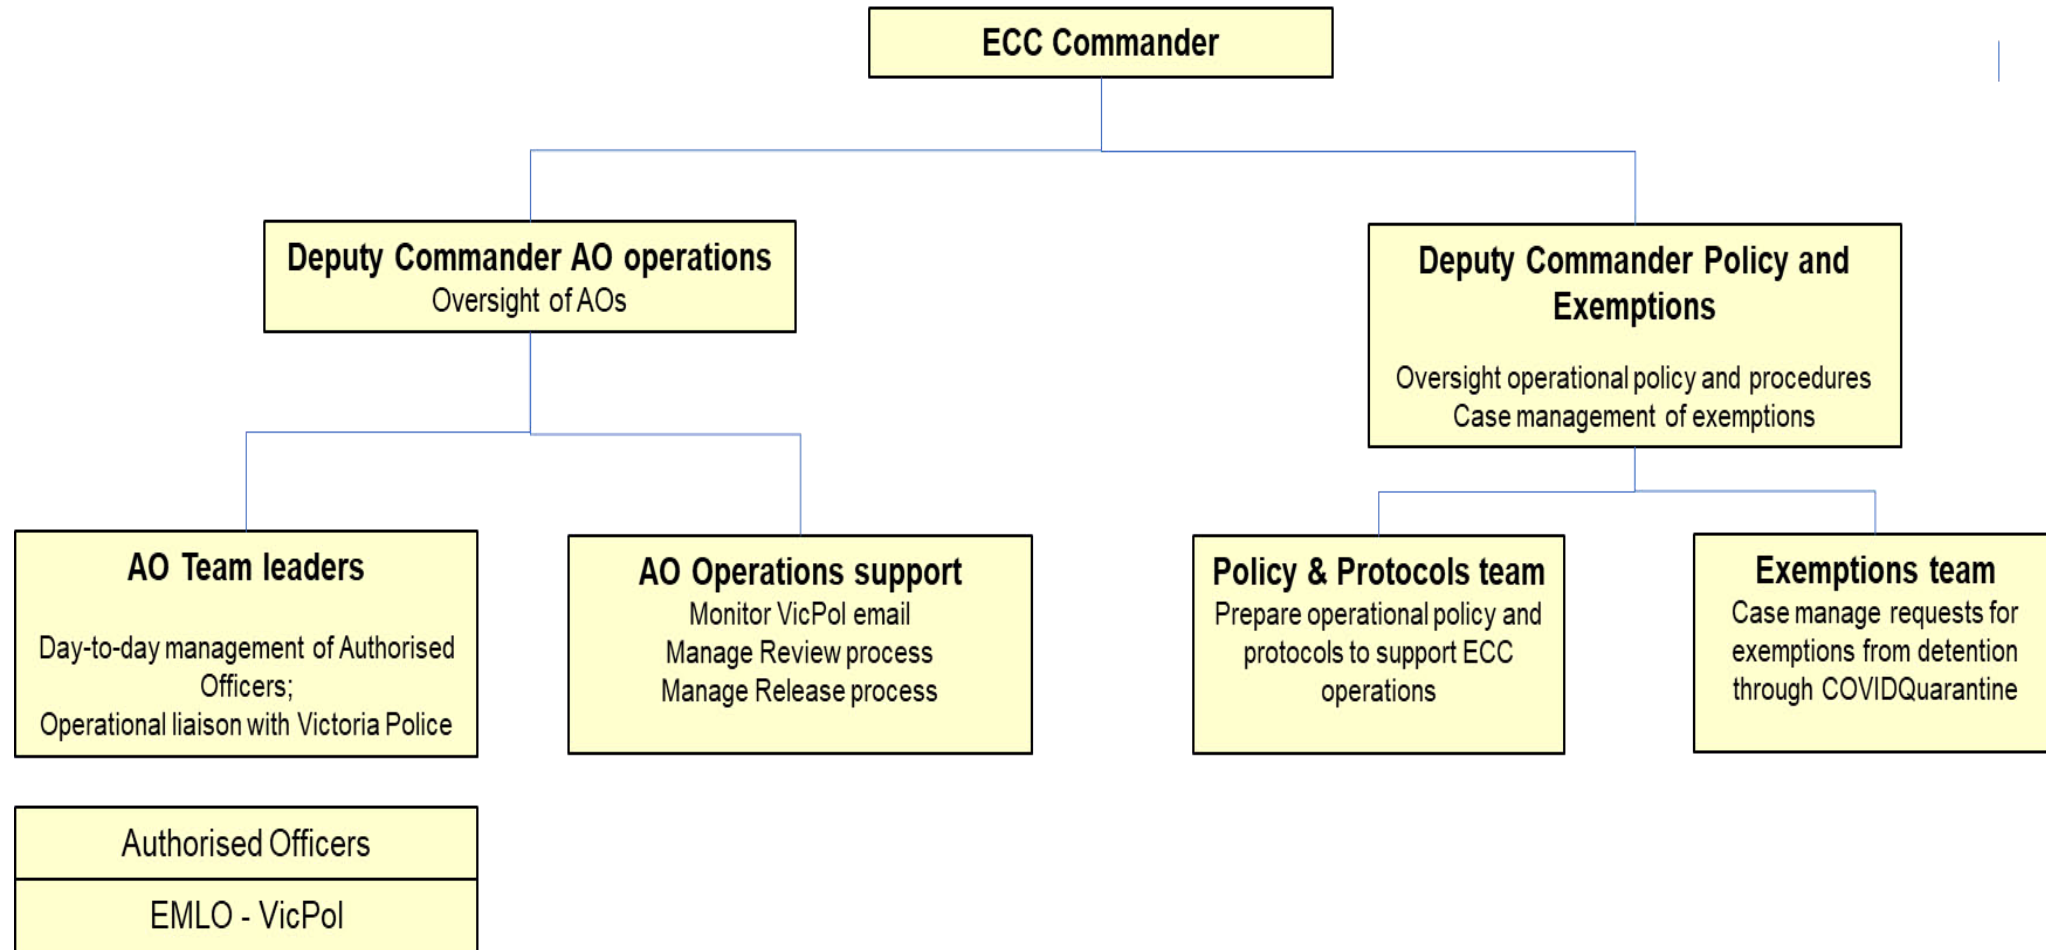 ECC Commander
Deputy Commander AO operations
Oversight of AOs
Deputy Commander Policy and
Exemptions
Oversight operational policy and procedures
Case management of exemptions
AO Team leaders
Day-to-day management of Authorised
Officers;
Operational liaison with Victoria Police
AO Operations support
Monitor VicPol email
Manage Review process
Manage Release process
Policy & Protocols team
Prepare operational policy and
protocols to support ECC
operations
Exemptions team
Case manage requests for
exemptions from detention
through COVIDQuarantine
Authorised Officers
EMLO - VicPol